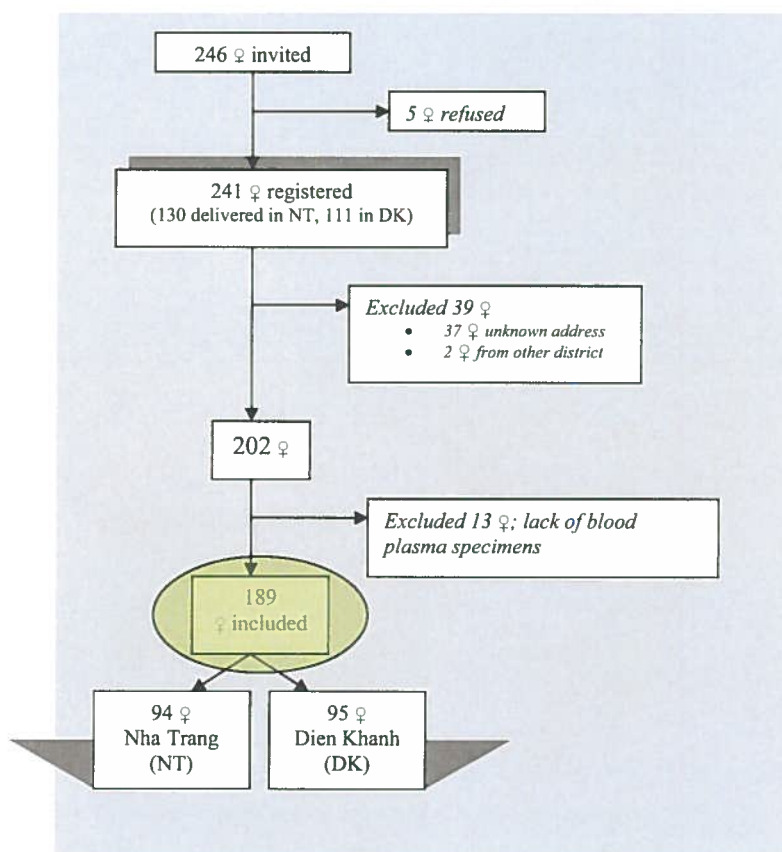 246 ♀ invited
5 ♀ refused
241 ♀ registered
(130 delivered in NT, 111 in DK)
Excluded 39 ♀
• 37 ♀ unknown address
• 2 ♀ from other district
202 ♀
Excluded 13 ♀; lack of blood
plasma specimens
189
♀ included
94 ♀
Nha Trang
(NT)
95 ♀
Dien Khanh
(DK)